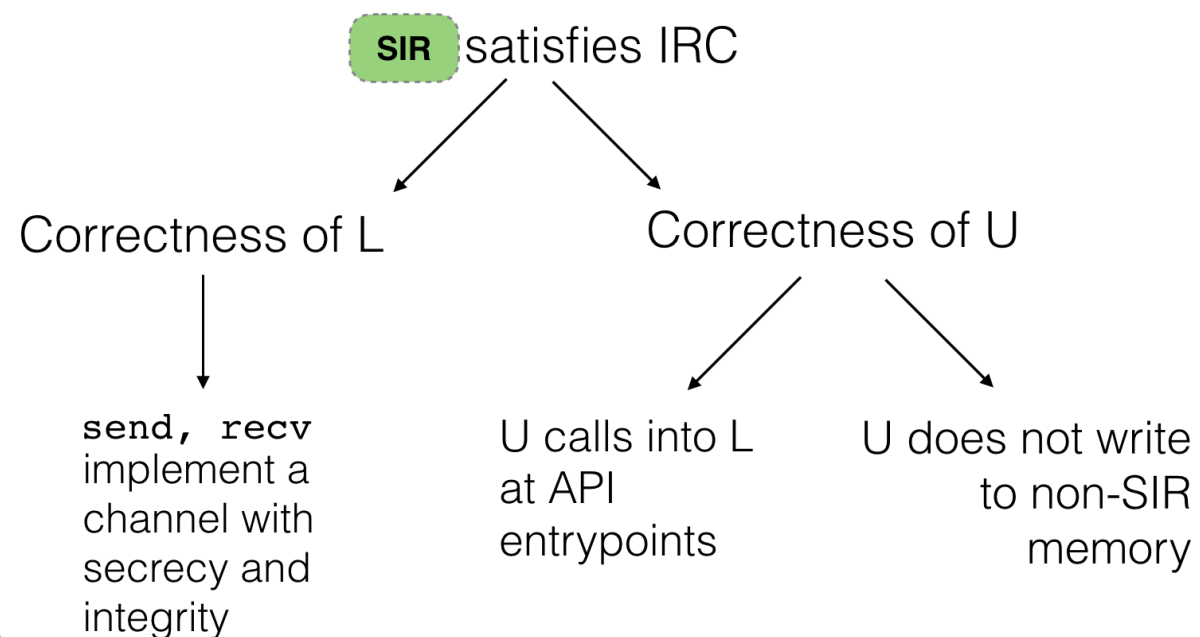 SIR satisfies IRC
Correctness of L
Correctness of U
send, recv
implement a
channel with
secrecy and
integrity
U calls into L
at API
entrypoints
U does not write
to non-SIR
memory